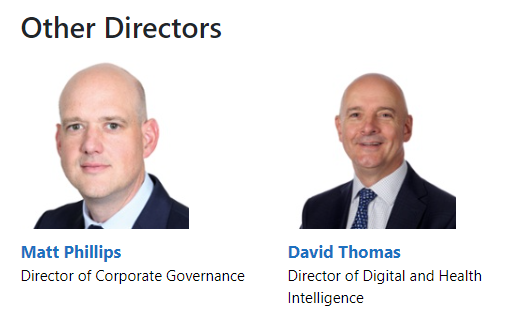 Other Directors
Matt Phillips
Director of Corporate Governance
David Thomas
Director of Digital and Health
Intelligence